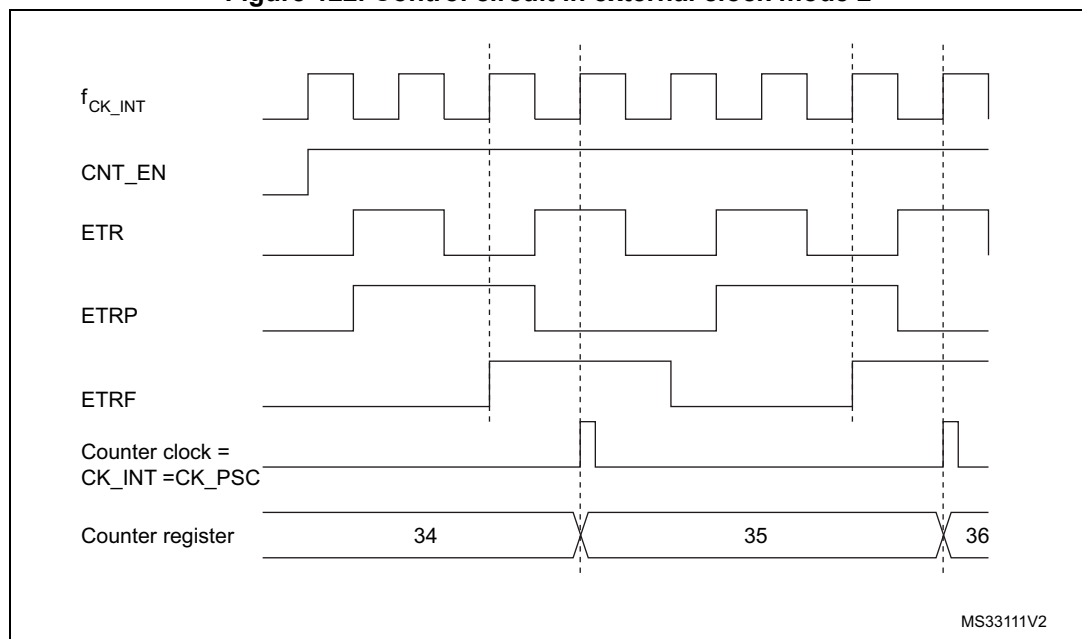 Figure 122. Control circuit in external clock mode 2
fCK_INT
CNT_EN
ETR
ETRP
ETRF
Counter clock =
CK_INT =CK_PSC
Counter register 34 35 36
MS33111V2